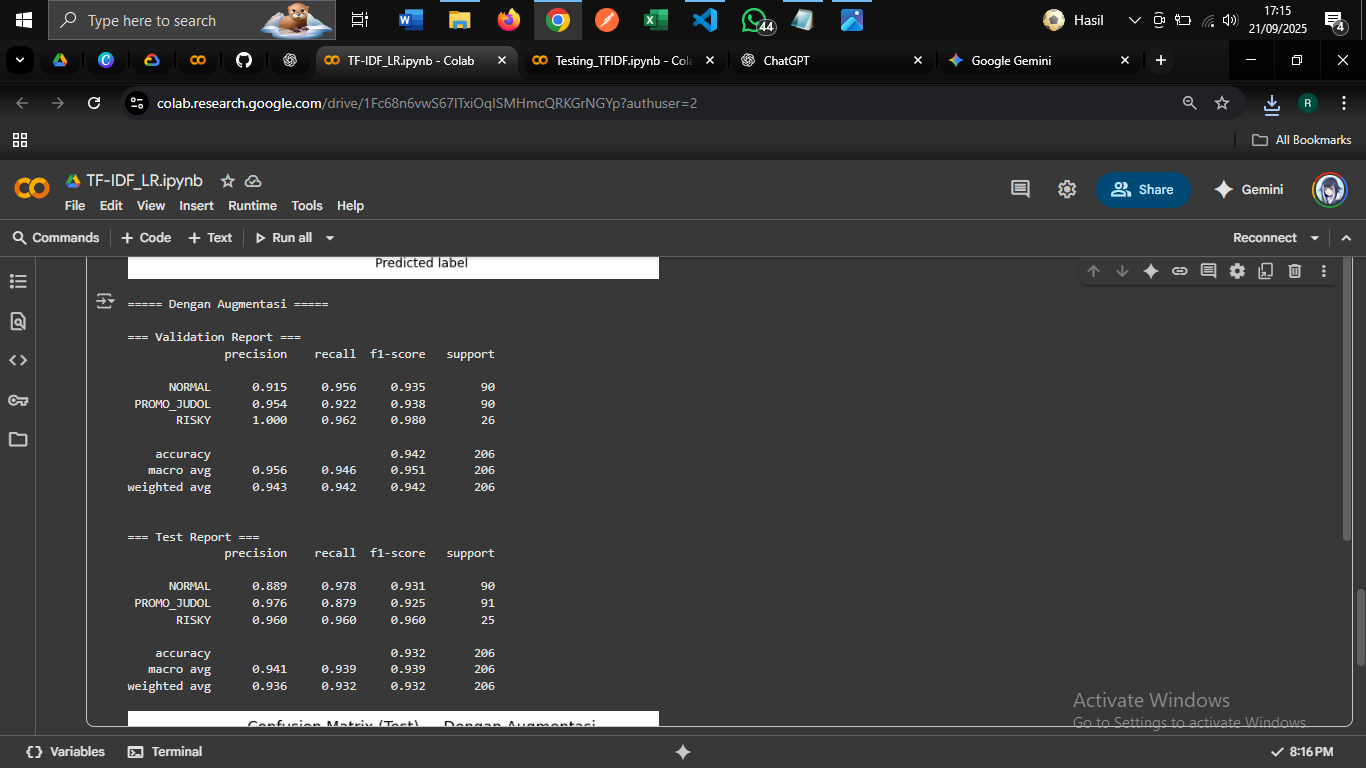 Type here to search
44
Hasil
17:15
21/09/2025
4
TF-IDF_LR.ipynb - Colab
Testing_TFIDF.ipynb - Cola
ChatGPT
Google Gemini
colab.research.google.com/drive/1Fc68n6vwS67ITxiOqISMHmcQRKGrNGYp?authuser=2
R
All Bookmarks
TF-IDF_LR.ipynb
File Edit View Insert Runtime Tools Help
Share
Gemini
Commands + Code + Text Run all
Reconnect
Predicted label
===== Dengan Augmentasi =====
=== Validation Report ===
precision recall f1-score support
NORMAL 0.915 0.956 0.935 90
PROMO_JUDOL 0.954 0.922 0.938 90
RISKY 1.000 0.962 0.980 26
accuracy 0.942 206
macro avg 0.956 0.946 0.951 206
weighted avg 0.943 0.942 0.942 206
=== Test Report ===
precision recall f1-score support
NORMAL 0.889 0.978 0.931 90
PROMO_JUDOL 0.976 0.879 0.925 91
RISKY 0.960 0.960 0.960 25
accuracy 0.932 206
macro avg 0.941 0.939 0.939 206
weighted avg 0.936 0.932 0.932 206
Confusion Matrix (Test) — Dengan Augmentasi
Activate Windows
Go to Settings to activate Windows.
Variables Terminal
8:16 PM